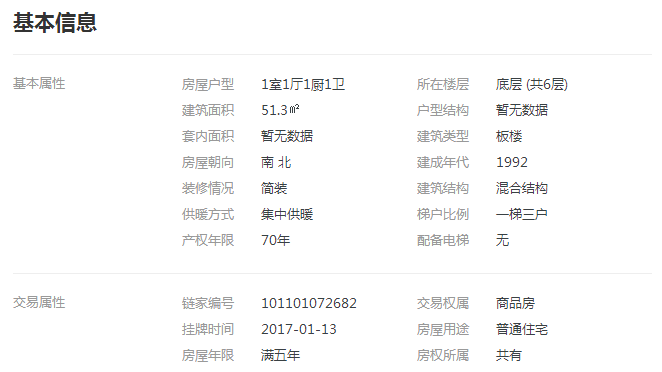 基本信息
基本属性 房屋户型 1室1厅1厨1卫 所在楼层 底层 (共6层)
建筑面积 51.3㎡ 户型结构 暂无数据
套内面积 暂无数据 建筑类型 板楼
房屋朝向 南 北 建成年代 1992
装修情况 简装 建筑结构 混合结构
供暖方式 集中供暖 梯户比例 一梯三户
产权年限 70年 配备电梯 无
交易属性 链家编号 101101072682 交易权属 商品房
挂牌时间 2017-01-13 房屋用途 普通住宅
房屋年限 满五年 房权所属 共有